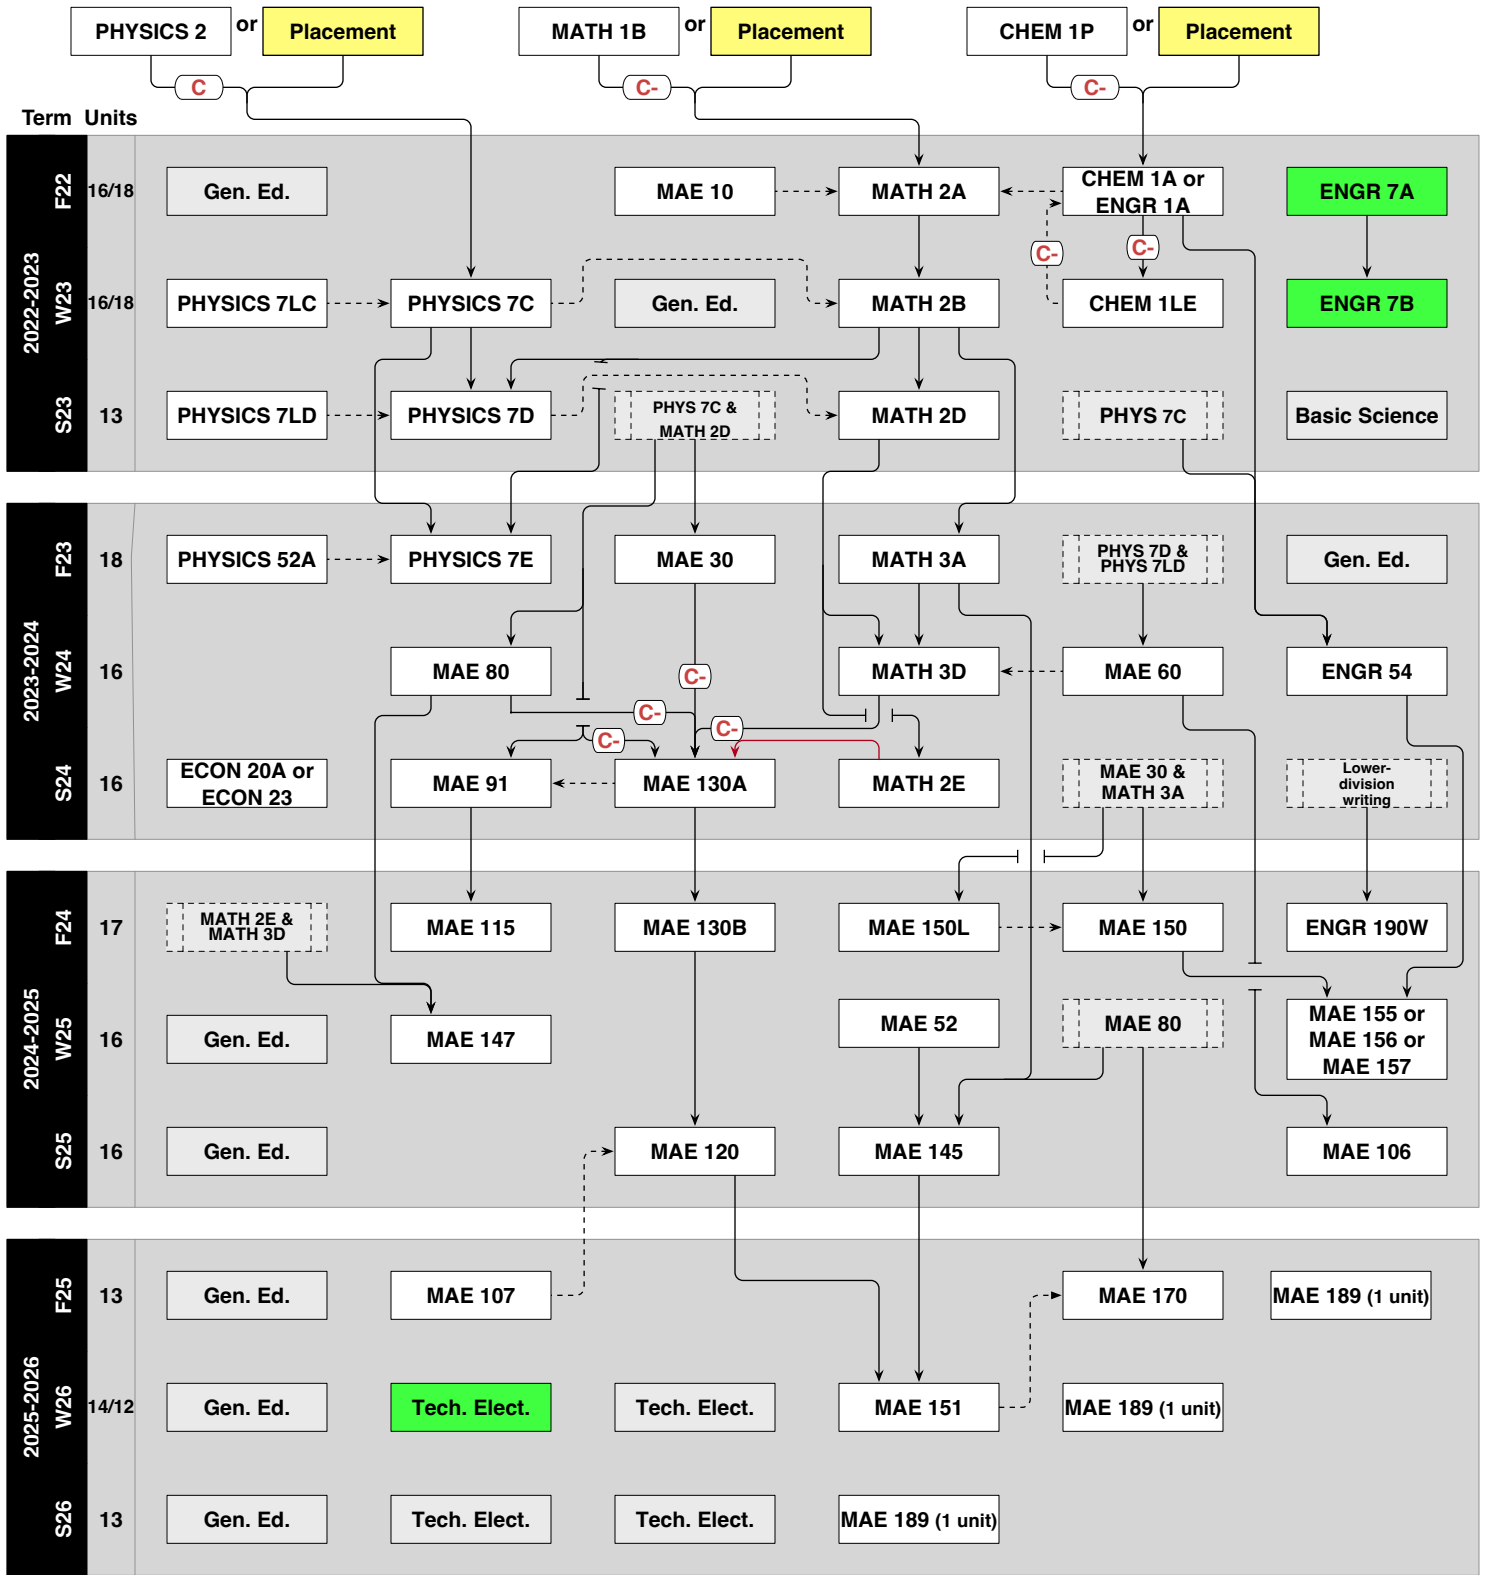 PHYSICS 2 or Placement MATH 1B or Placement CHEM 1P or Placement
C C- C-
Term Units
2022-2023
F22 16/18 Gen. Ed. MAE 10 MATH 2A CHEM 1A or ENGR 7A
ENGR 1A
C- C-
W23 16/18 PHYSICS 7LC PHYSICS 7C Gen. Ed. MATH 2B CHEM 1LE ENGR 7B
S23 13 PHYSICS 7LD PHYSICS 7D PHYS 7C & MATH 2D PHYS 7C Basic Science
MATH 2D
2023-2024
F23 18 PHYSICS 52A PHYSICS 7E MAE 30 MATH 3A PHYS 7D & Gen. Ed.
PHYS 7LD
W24 16 MAE 80 C- MATH 3D MAE 60 ENGR 54
C- C-
C-
S24 16 ECON 20A or MAE 91 MAE 130A MATH 2E MAE 30 & Lower-
ECON 23 MATH 3A division
writing
2024-2025
F24 17 MATH 2E & MAE 115 MAE 130B MAE 150L MAE 150 ENGR 190W
MATH 3D
W25 16 Gen. Ed. MAE 147 MAE 52 MAE 80 MAE 155 or
MAE 156 or
MAE 157
S25 16 Gen. Ed. MAE 120 MAE 145 MAE 106
2025-2026
F25 13 Gen. Ed. MAE 107 MAE 170 MAE 189 (1 unit)
W26 14/12 Gen. Ed. Tech. Elect. Tech. Elect. MAE 151 MAE 189 (1 unit)
S26 13 Gen. Ed. Tech. Elect. Tech. Elect. MAE 189 (1 unit)